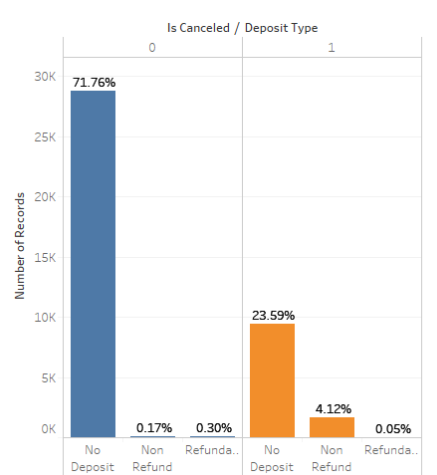 Is Canceled / Deposit Type
0 1
Number of Records
30K
25K
20K
15K
10K
5K
0K
71.76%
0.17%
0.30%
23.59%
4.12%
0.05%
No Deposit
Non Refund
Refunda..
No Deposit
Non Refund
Refunda..